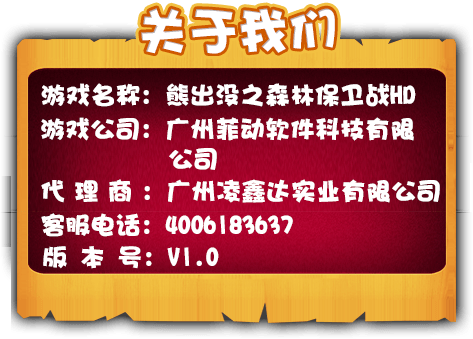 关于我们
游戏名称：熊出没之森林保卫战HD
游戏公司：广州菲动软件科技有限
公司
代 理 商 ：广州凌鑫达实业有限公司
客服电话：4006183637
版 本 号：V1.0